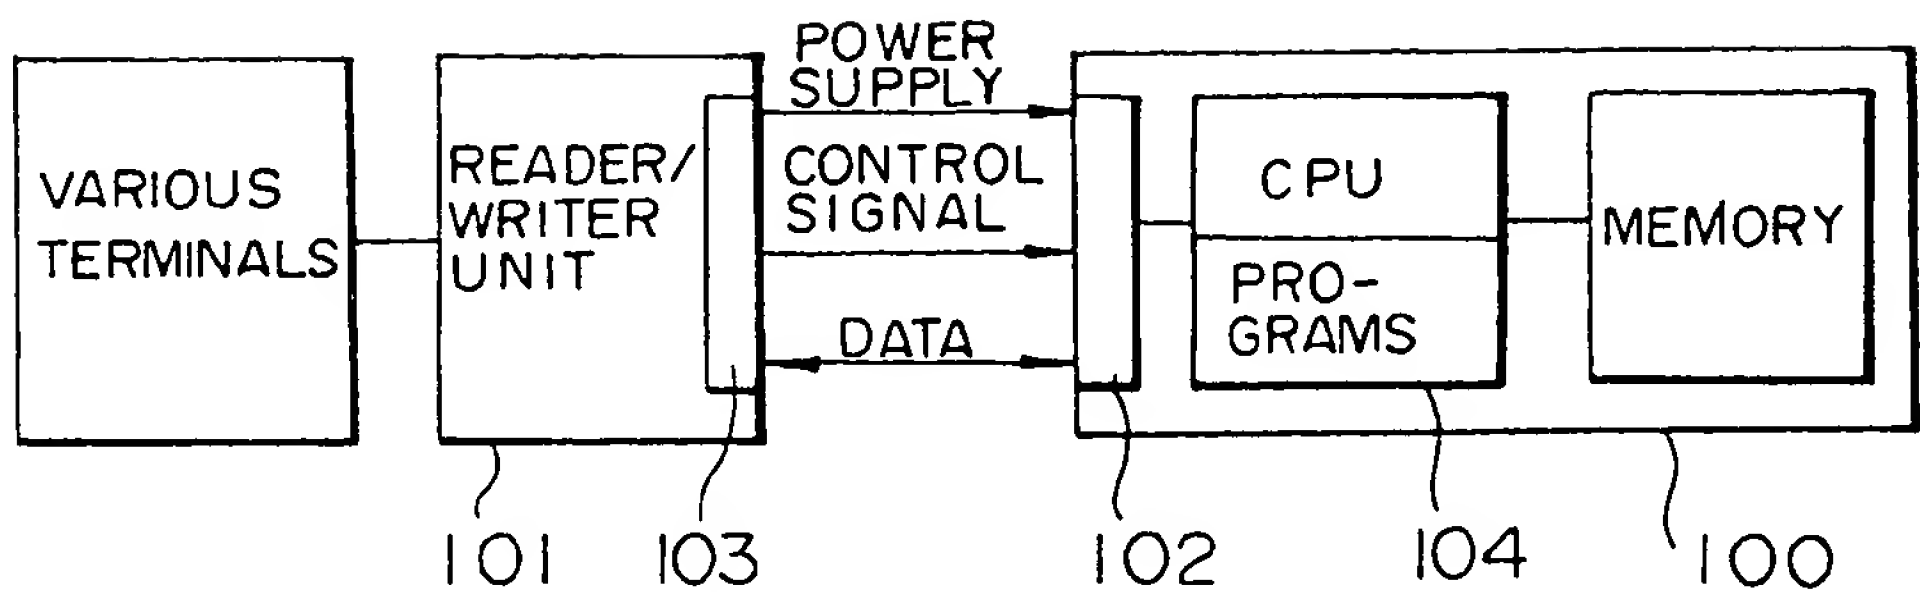 VARIOUS
TERMINALS
READER/
WRITER
UNIT
POWER
SUPPLY
CONTROL
SIGNAL
DATA
CPU
PRO-
GRAMS
MEMORY
101
103
102
104
100